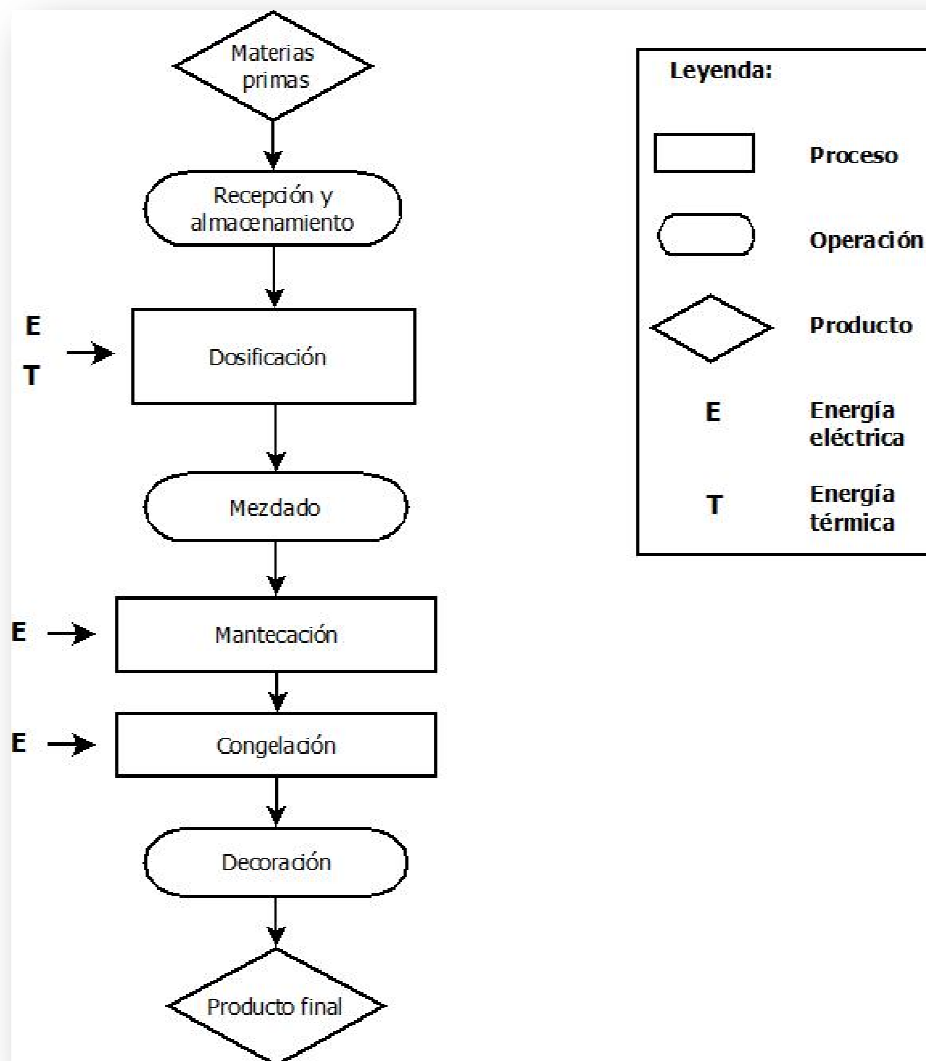 Materias
primas
Recepción y
almacenamiento
E
T
Dosificación
Mezclado
E
Mantecación
E
Congelación
Decoración
Producto final
Leyenda:
Proceso
Operación
Producto
E
Energía
eléctrica
T
Energía
térmica